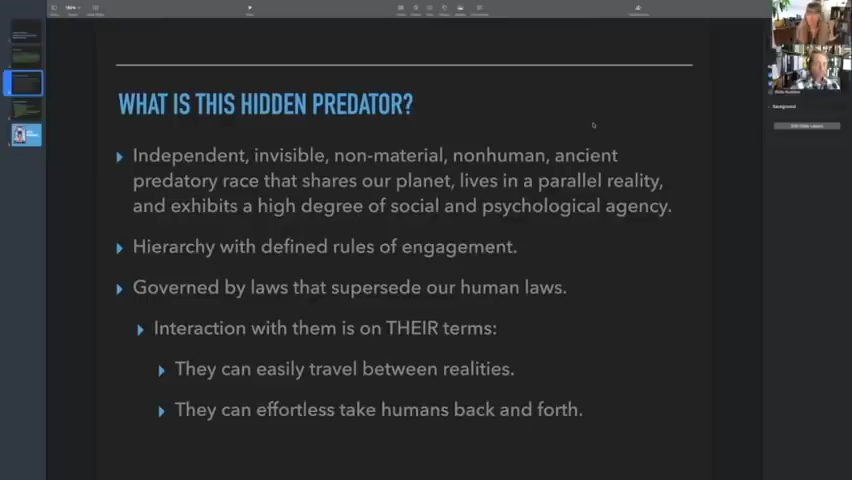 WHAT IS THIS HIDDEN PREDATOR?
Independent, invisible, non-material, nonhuman, ancient
predatory race that shares our planet, lives in a parallel reality,
and exhibits a high degree of social and psychological agency.
Hierarchy with defined rules of engagement.
Governed by laws that supersede our human laws.
Interaction with them is on THEIR terms:
They can easily travel between realities.
They can effortless take humans back and forth.
Background